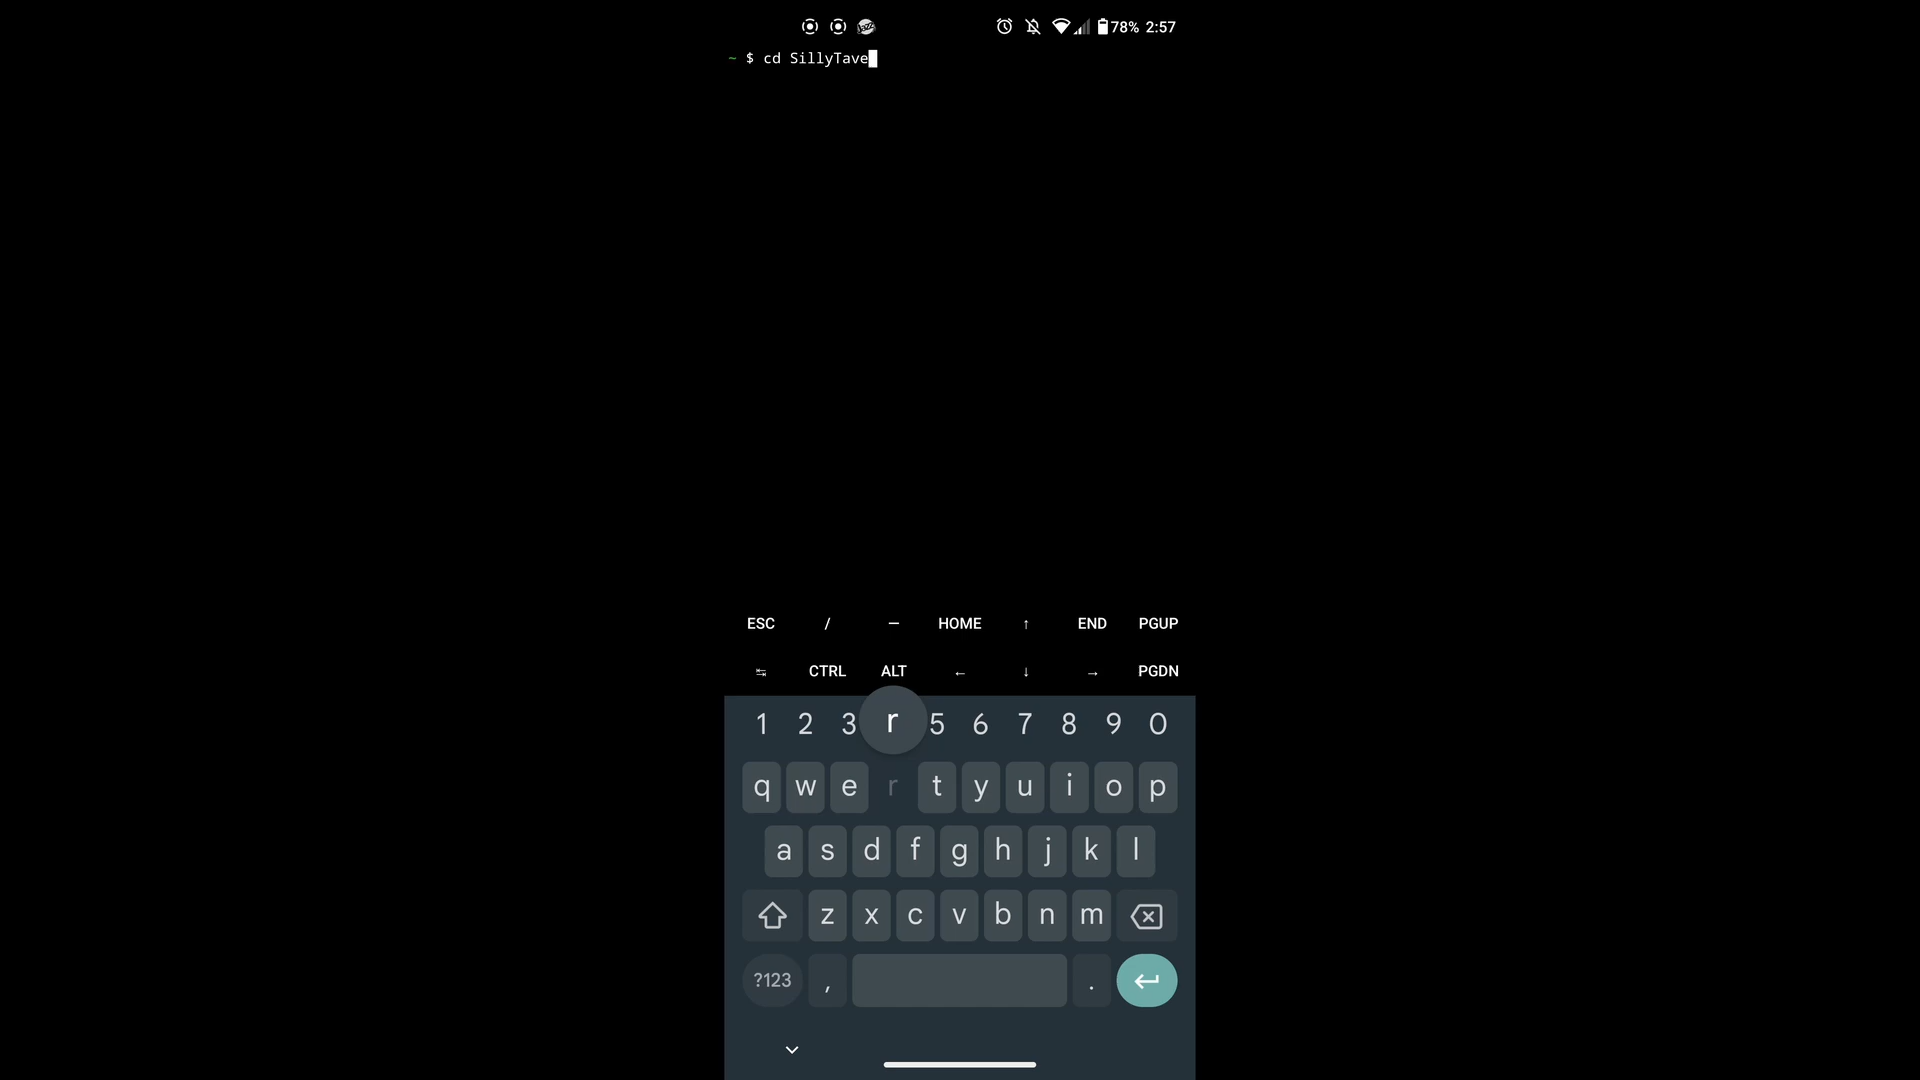 78% 2:57
~ $ cd SillyTave
ESC / — HOME ↑ END PGUP
↹ CTRL ALT ← ↓ → PGDN
1 2 3 r 5 6 7 8 9 0
q w e r t y u i o p
a s d f g h j k l
z x c v b n m
?123 , .